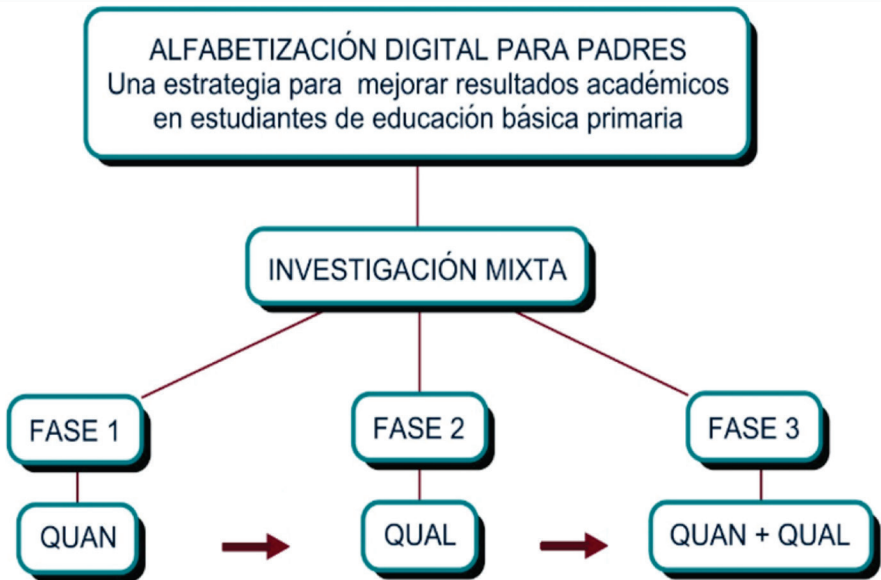 ALFABETIZACIÓN DIGITAL PARA PADRES
Una estrategia para mejorar resultados académicos
en estudiantes de educación básica primaria
INVESTIGACIÓN MIXTA
FASE 1
FASE 2
FASE 3
QUAN
QUAL
QUAN + QUAL